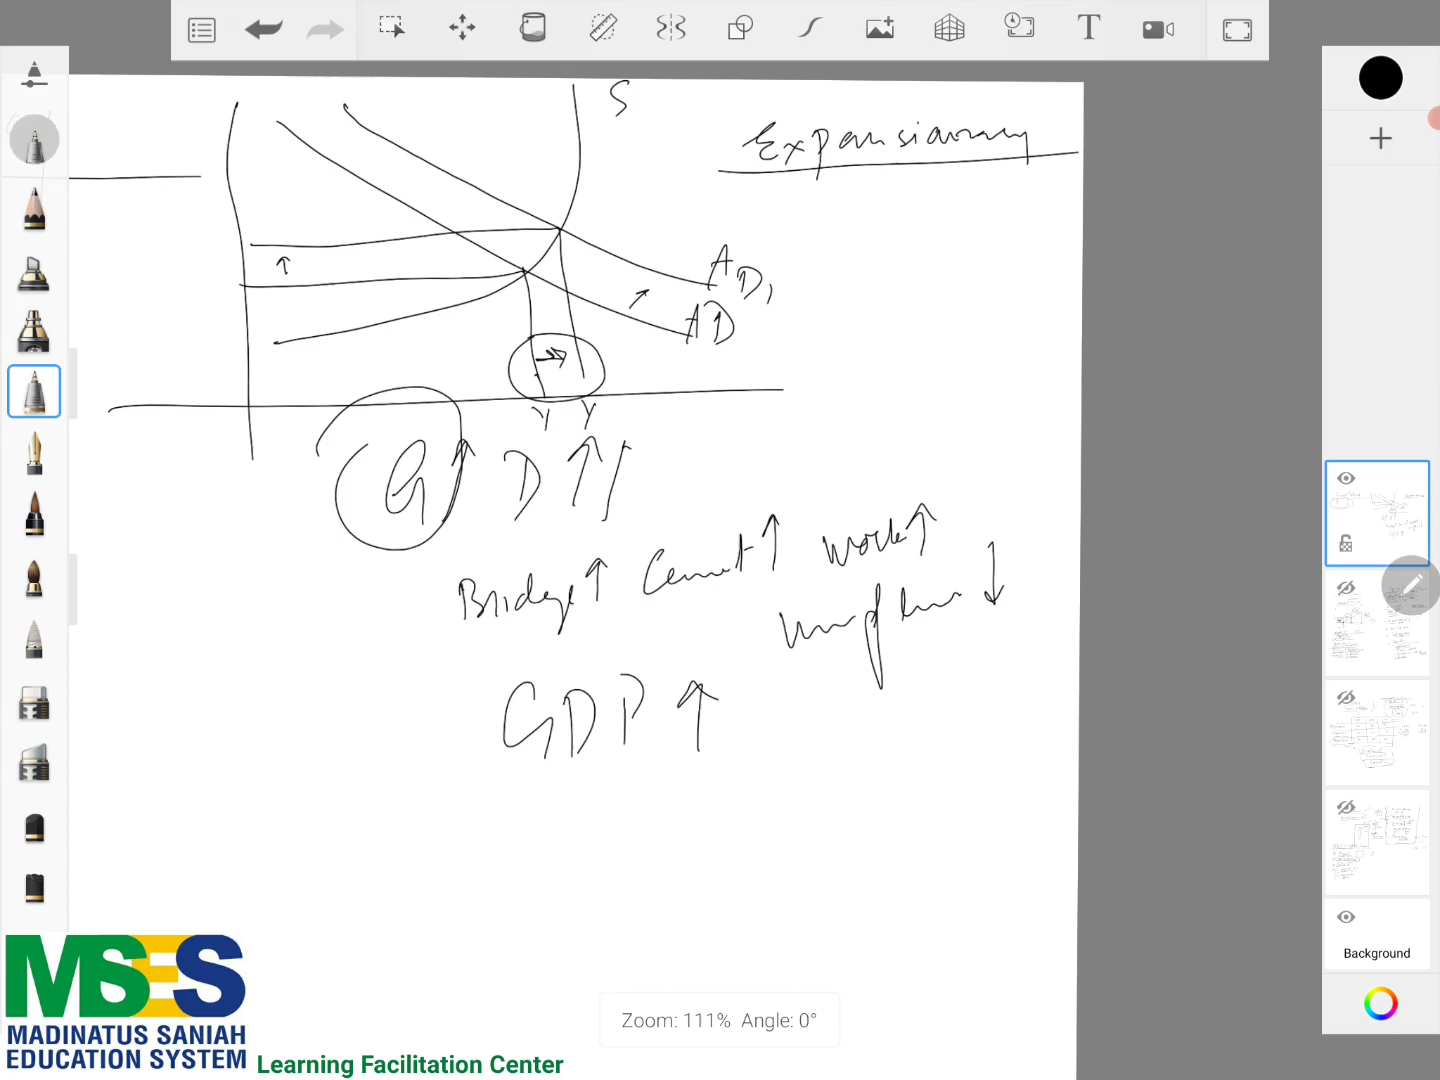 T
S
Expansionary
AD1
AD
Y Y
G↑ D↑
Bridge↑ Cement↑ Work↑
GDP↑
Background
Zoom: 111% Angle: 0°
MSES
MADINATUS SANIAH
EDUCATION SYSTEM
Learning Facilitation Center